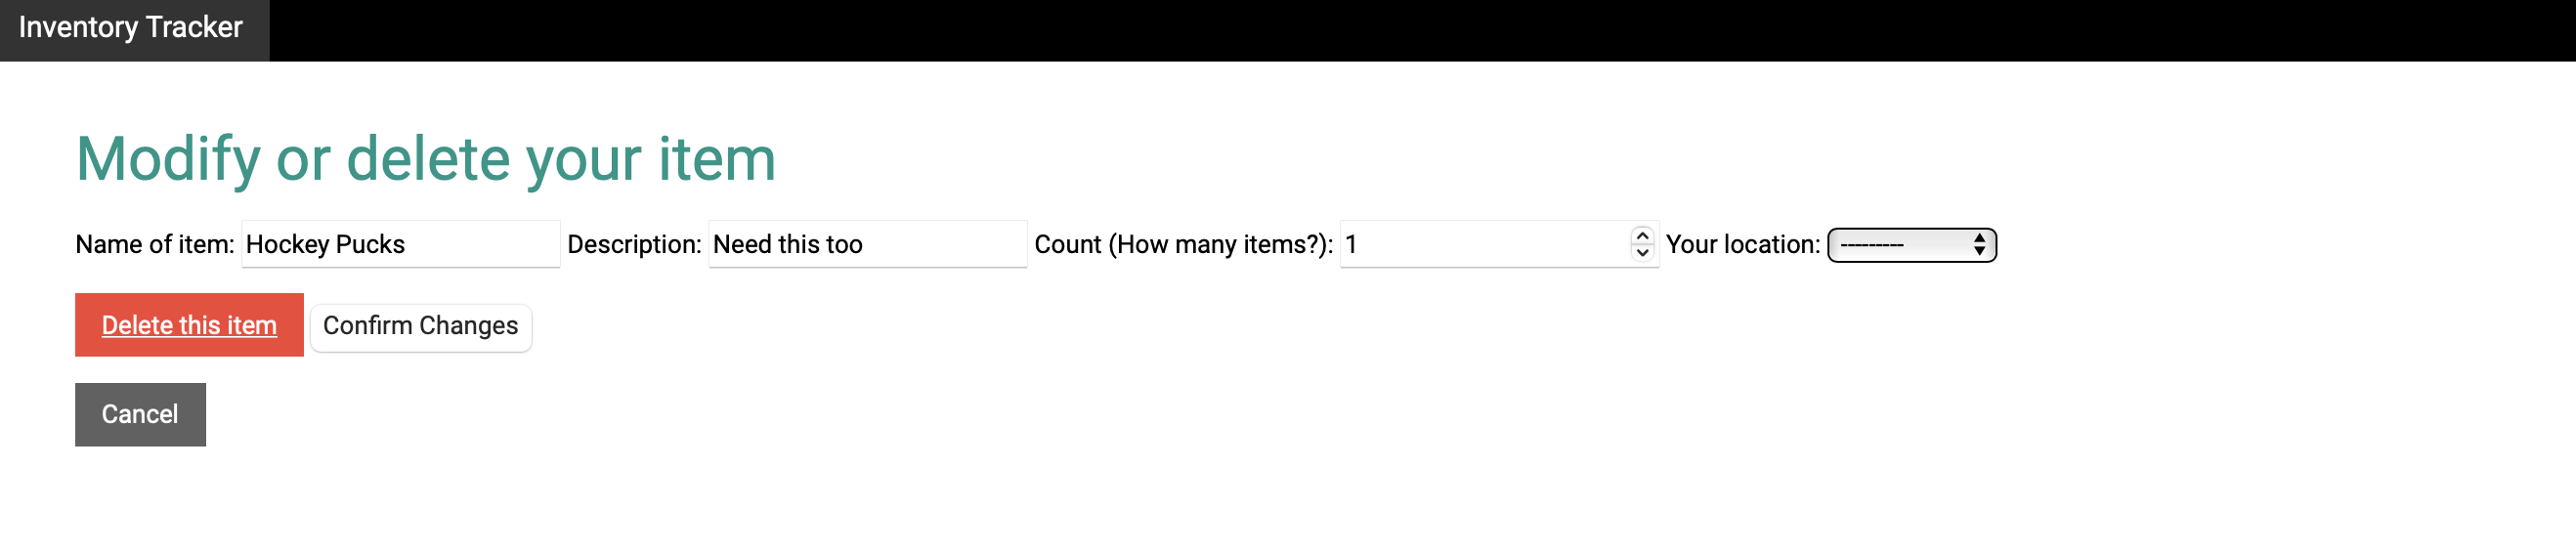 Inventory Tracker
Modify or delete your item
Name of item: Hockey Pucks Description: Need this too Count (How many items?): 1 Your location: ---------
Delete this item Confirm Changes
Cancel